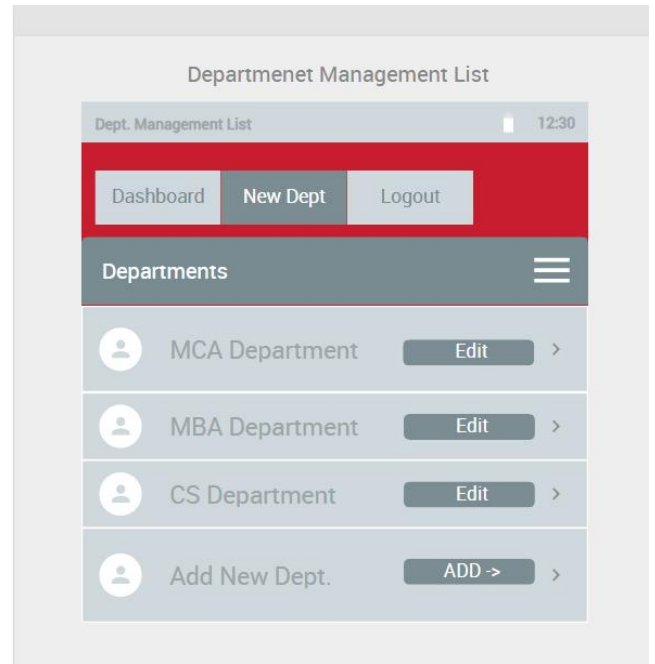 Departmenet Management List
Dept. Management List 12:30
Dashboard New Dept Logout
Departments
MCA Department Edit >
MBA Department Edit >
CS Department Edit >
Add New Dept. ADD -> >